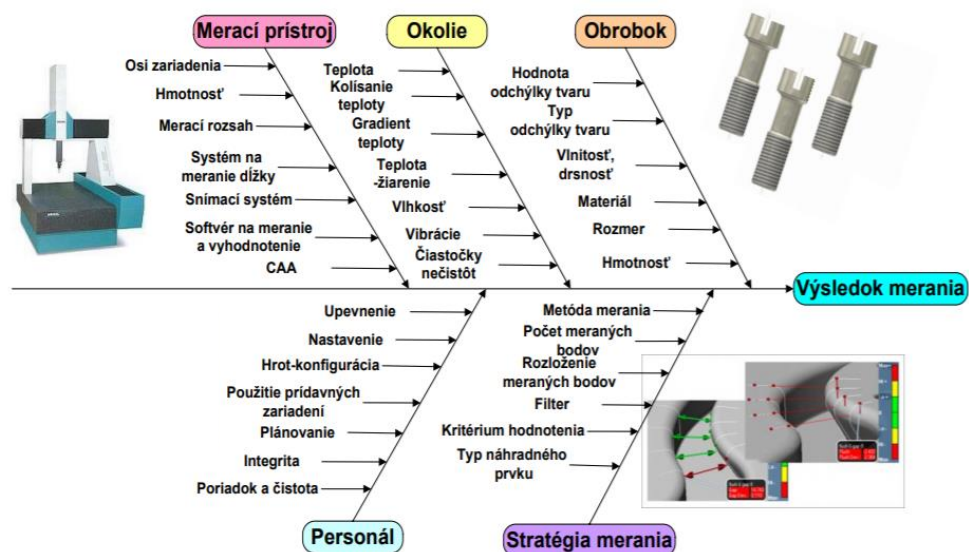 Merací prístroj
Okolie
Obrobok
Osi zariadenia
Hmotnosť
Merací rozsah
Systém na
meranie dĺžky
Snímací systém
Softvér na meranie
a vyhodnotenie
CAA
Teplota
Kolísanie
teploty
Gradient
teploty
Teplota
-žiarenie
Vlhkosť
Vibrácie
Čiastočky
nečistôt
Hodnota
odchýlky tvaru
Typ
odchýlky tvaru
Vlnitosť,
drsnosť
Materiál
Rozmer
Hmotnosť
Výsledok merania
Upevnenie
Nastavenie
Hrot-konfigurácia
Použitie prídavných
zariadení
Plánovanie
Integrita
Poriadok a čistota
Metóda merania
Počet meraných
bodov
Rozloženie
meraných bodov
Filter
Kritérium hodnotenia
Typ náhradného
prvku
Personál
Stratégia merania